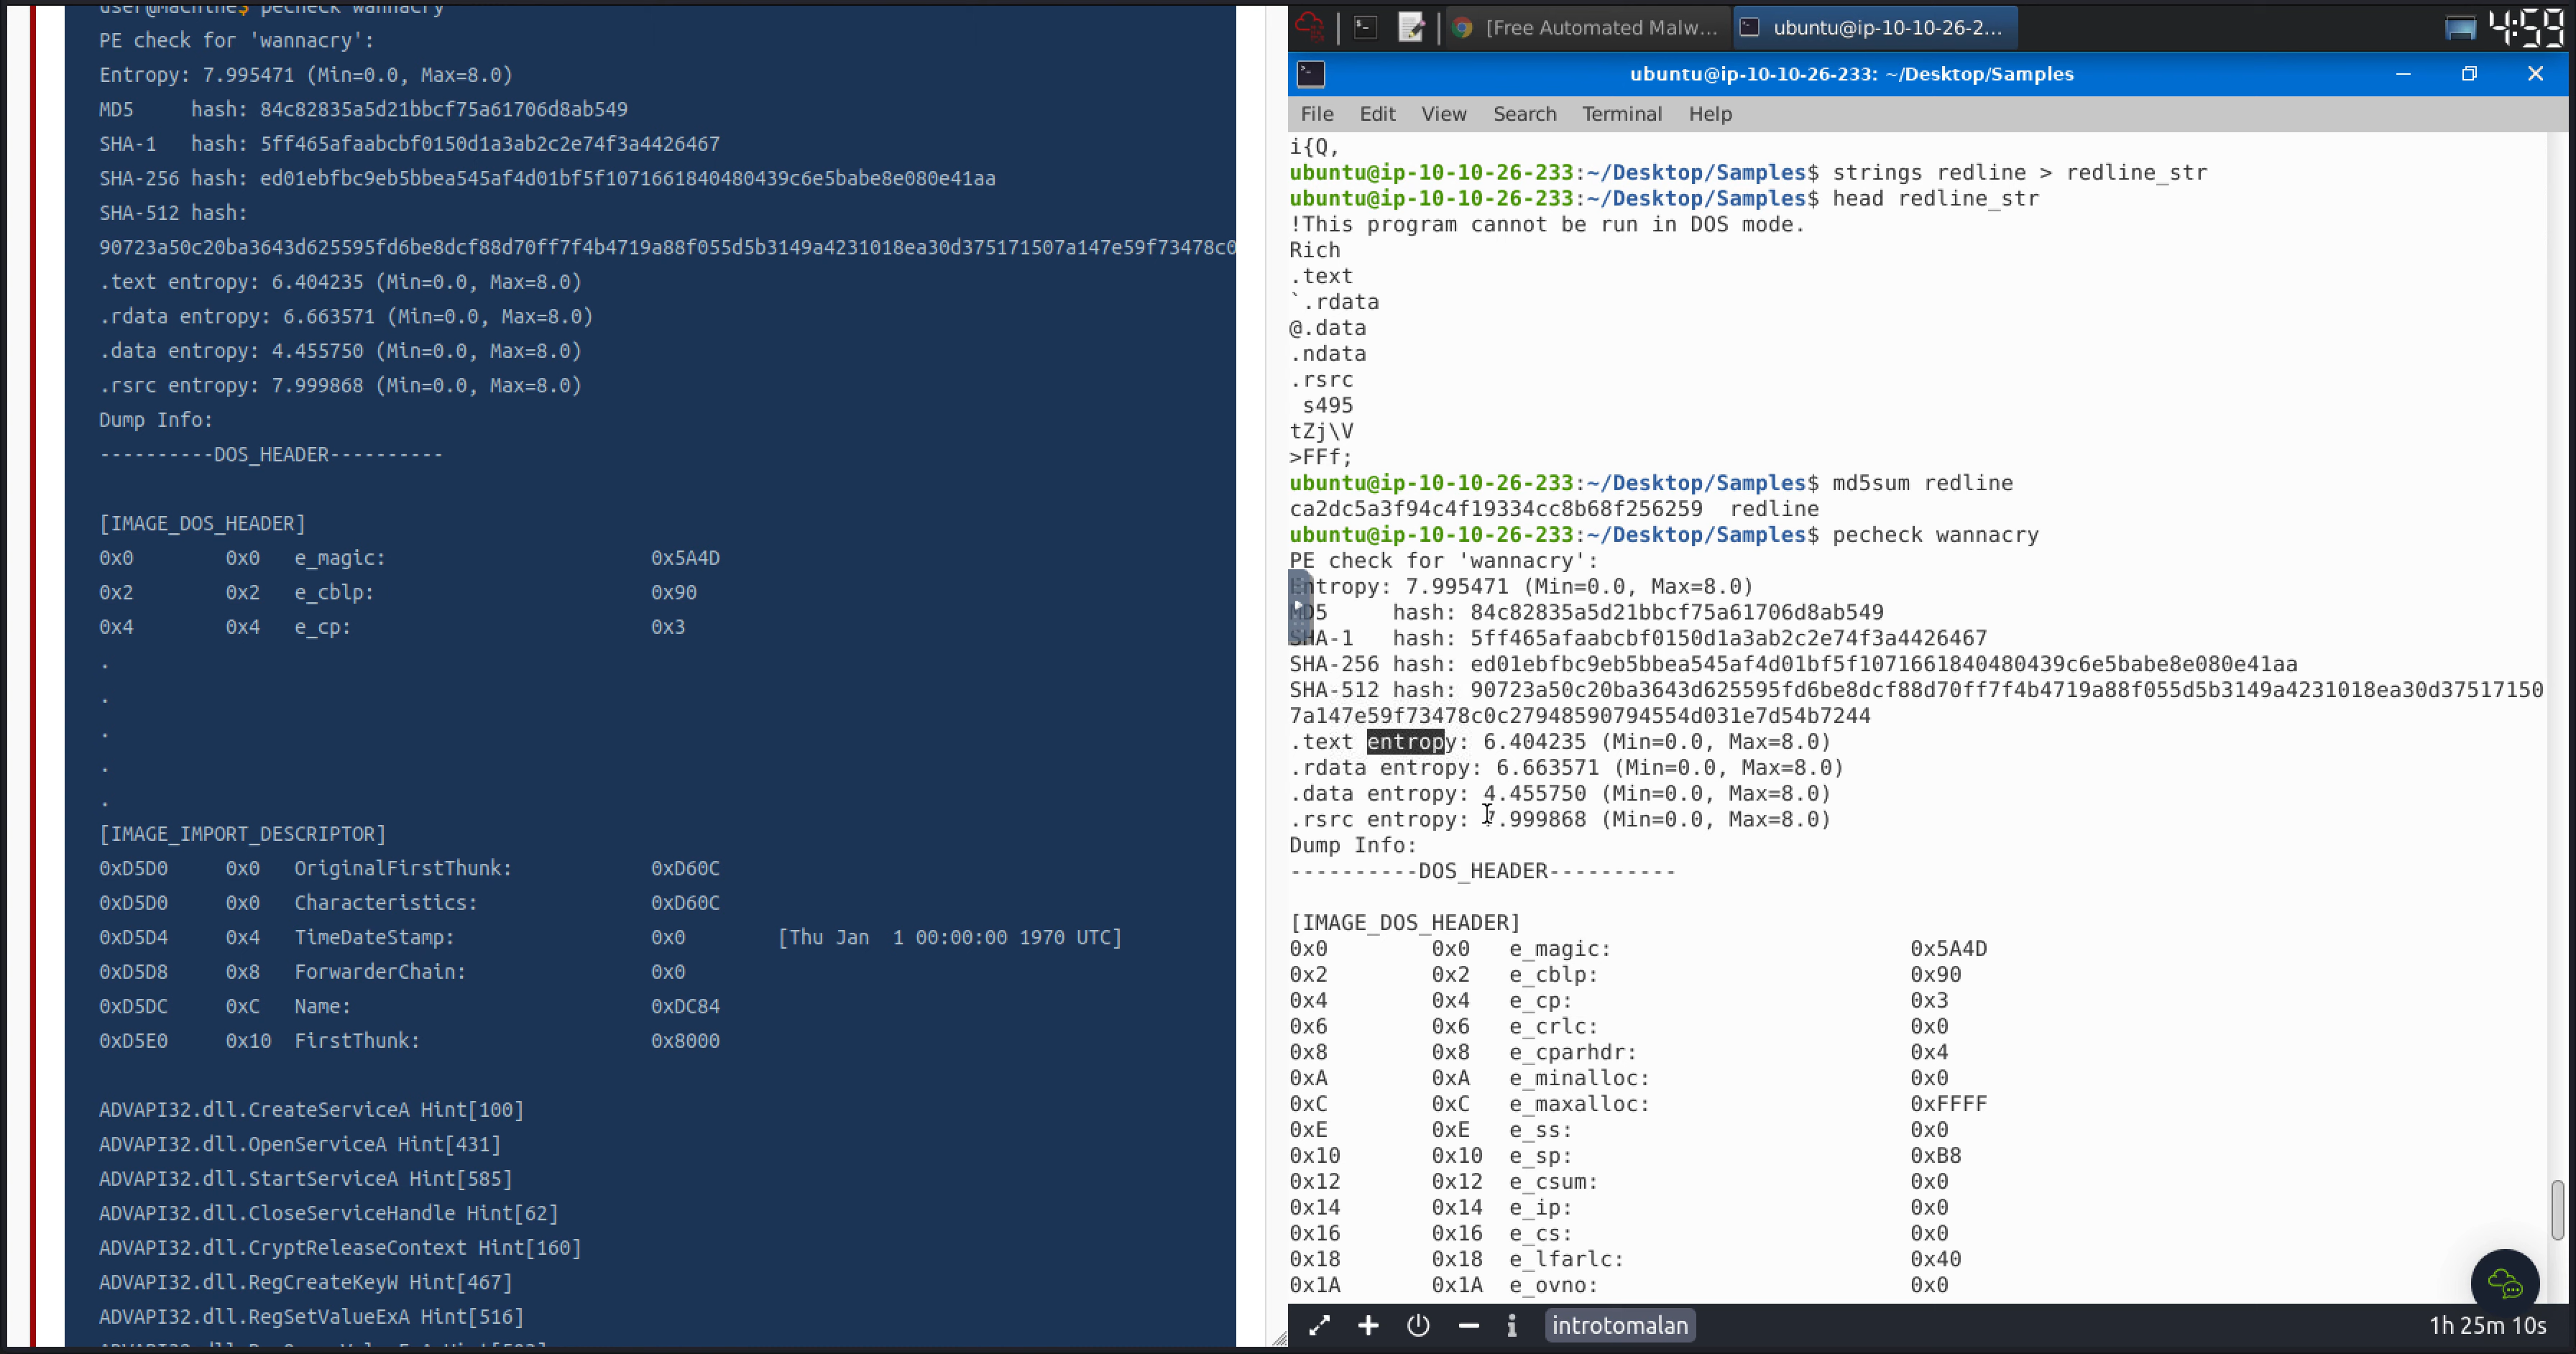 user@machine$ pecheck wannacry
PE check for 'wannacry':
Entropy: 7.995471 (Min=0.0, Max=8.0)
MD5     hash: 84c82835a5d21bbcf75a61706d8ab549
SHA-1   hash: 5ff465afaabcbf0150d1a3ab2c2e74f3a4426467
SHA-256 hash: ed01ebfbc9eb5bbea545af4d01bf5f1071661840480439c6e5babe8e080e41aa
SHA-512 hash:
90723a50c20ba3643d625595fd6be8dcf88d70ff7f4b4719a88f055d5b3149a4231018ea30d375171507a147e59f73478c0
.text entropy: 6.404235 (Min=0.0, Max=8.0)
.rdata entropy: 6.663571 (Min=0.0, Max=8.0)
.data entropy: 4.455750 (Min=0.0, Max=8.0)
.rsrc entropy: 7.999868 (Min=0.0, Max=8.0)
Dump Info:
----------DOS_HEADER----------
[IMAGE_DOS_HEADER]
0x0        0x0   e_magic:                       0x5A4D
0x2        0x2   e_cblp:                        0x90
0x4        0x4   e_cp:                          0x3
.
.
.
.
.
[IMAGE_IMPORT_DESCRIPTOR]
0xD5D0     0x0   OriginalFirstThunk:            0xD60C
0xD5D0     0x0   Characteristics:               0xD60C
0xD5D4     0x4   TimeDateStamp:                 0x0        [Thu Jan  1 00:00:00 1970 UTC]
0xD5D8     0x8   ForwarderChain:                0x0
0xD5DC     0xC   Name:                          0xDC84
0xD5E0     0x10  FirstThunk:                    0x8000
ADVAPI32.dll.CreateServiceA Hint[100]
ADVAPI32.dll.OpenServiceA Hint[431]
ADVAPI32.dll.StartServiceA Hint[585]
ADVAPI32.dll.CloseServiceHandle Hint[62]
ADVAPI32.dll.CryptReleaseContext Hint[160]
ADVAPI32.dll.RegCreateKeyW Hint[467]
ADVAPI32.dll.RegSetValueExA Hint[516]
[Free Automated Malw...
ubuntu@ip-10-10-26-2...
4:59
ubuntu@ip-10-10-26-233: ~/Desktop/Samples
File Edit View Search Terminal Help
i{Q,
ubuntu@ip-10-10-26-233:~/Desktop/Samples$ strings redline > redline_str
ubuntu@ip-10-10-26-233:~/Desktop/Samples$ head redline_str
!This program cannot be run in DOS mode.
Rich
.text
`.rdata
@.data
.ndata
.rsrc
 s495
tZj\V
>FFf;
ubuntu@ip-10-10-26-233:~/Desktop/Samples$ md5sum redline
ca2dc5a3f94c4f19334cc8b68f256259  redline
ubuntu@ip-10-10-26-233:~/Desktop/Samples$ pecheck wannacry
PE check for 'wannacry':
Entropy: 7.995471 (Min=0.0, Max=8.0)
MD5     hash: 84c82835a5d21bbcf75a61706d8ab549
SHA-1   hash: 5ff465afaabcbf0150d1a3ab2c2e74f3a4426467
SHA-256 hash: ed01ebfbc9eb5bbea545af4d01bf5f1071661840480439c6e5babe8e080e41aa
SHA-512 hash: 90723a50c20ba3643d625595fd6be8dcf88d70ff7f4b4719a88f055d5b3149a4231018ea30d37517150
7a147e59f73478c0c27948590794554d031e7d54b7244
.text entropy: 6.404235 (Min=0.0, Max=8.0)
.rdata entropy: 6.663571 (Min=0.0, Max=8.0)
.data entropy: 4.455750 (Min=0.0, Max=8.0)
.rsrc entropy: 7.999868 (Min=0.0, Max=8.0)
Dump Info:
----------DOS_HEADER----------
[IMAGE_DOS_HEADER]
0x0        0x0   e_magic:                       0x5A4D
0x2        0x2   e_cblp:                        0x90
0x4        0x4   e_cp:                          0x3
0x6        0x6   e_crlc:                        0x0
0x8        0x8   e_cparhdr:                     0x4
0xA        0xA   e_minalloc:                    0x0
0xC        0xC   e_maxalloc:                    0xFFFF
0xE        0xE   e_ss:                          0x0
0x10       0x10  e_sp:                          0xB8
0x12       0x12  e_csum:                        0x0
0x14       0x14  e_ip:                          0x0
0x16       0x16  e_cs:                          0x0
0x18       0x18  e_lfarlc:                      0x40
0x1A       0x1A  e_ovno:                        0x0
introtomalan
1h 25m 10s